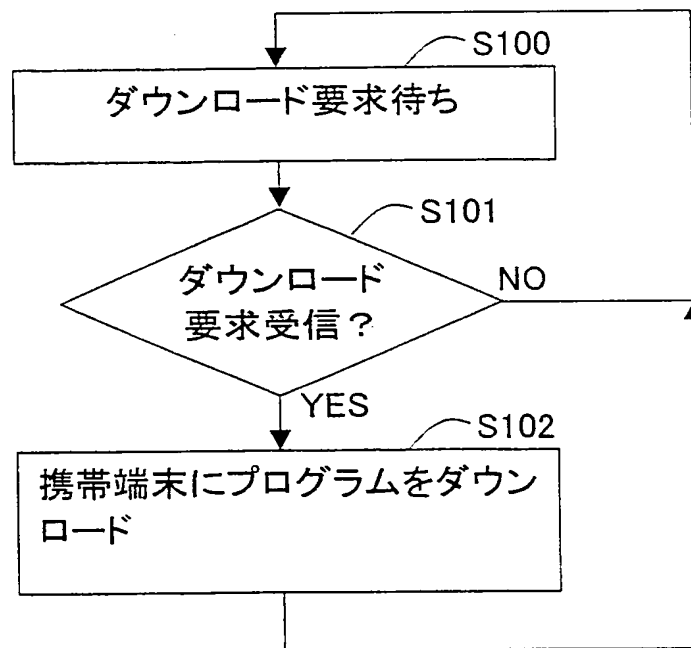 S100
ダウンロード要求待ち
S101
ダウンロード
要求受信？
NO
YES
S102
携帯端末にプログラムをダウン
ロード